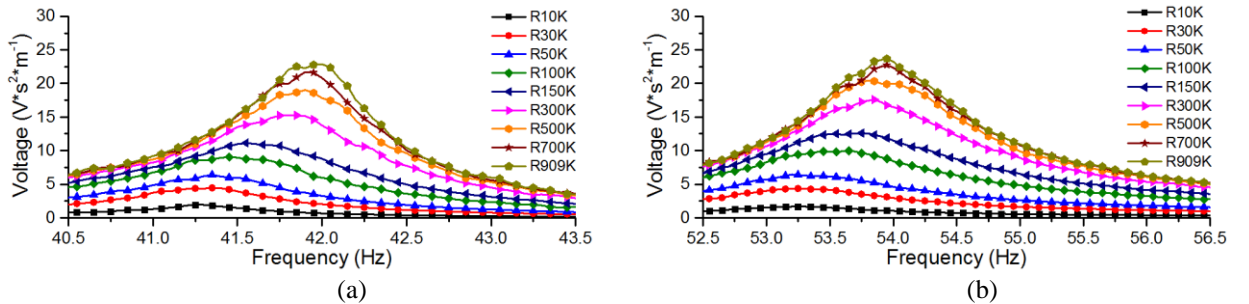 30
25
20
15
10
5
0
Voltage (V*s²*m⁻¹)
40.5 41.0 41.5 42.0 42.5 43.0 43.5
Frequency (Hz)
R10K
R30K
R50K
R100K
R150K
R300K
R500K
R700K
R909K
(a)
30
25
20
15
10
5
0
Voltage (V*s²*m⁻¹)
52.5 53.0 53.5 54.0 54.5 55.0 55.5 56.0 56.5
Frequency (Hz)
R10K
R30K
R50K
R100K
R150K
R300K
R500K
R700K
R909K
(b)